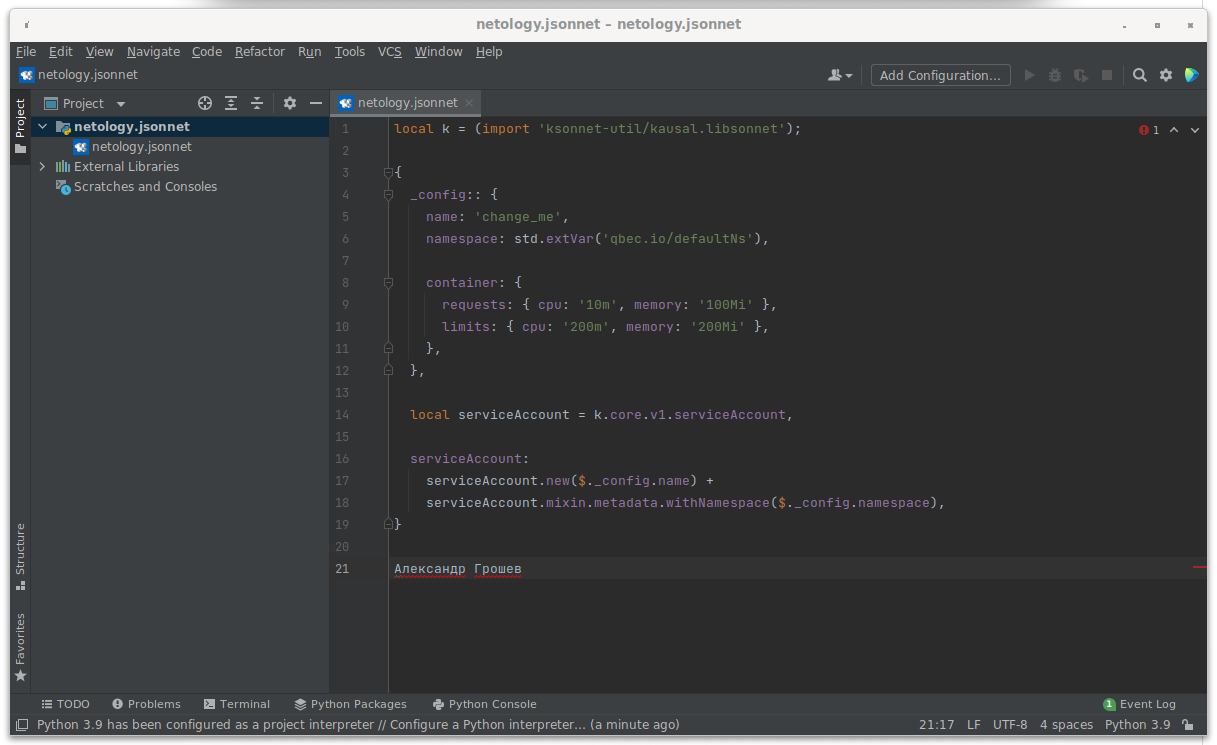 netology.jsonnet – netology.jsonnet
File Edit View Navigate Code Refactor Run Tools VCS Window Help
netology.jsonnet
Add Configuration...
Project
Project
netology.jsonnet
netology.jsonnet
netology.jsonnet
External Libraries
Scratches and Consoles
1 local k = (import 'ksonnet-util/kausal.libsonnet');
1
2
3 {
4 _config:: {
5 name: 'change_me',
6 namespace: std.extVar('qbec.io/defaultNs'),
7
8 container: {
9 requests: { cpu: '10m', memory: '100Mi' },
10 limits: { cpu: '200m', memory: '200Mi' },
11 },
12 },
13
14 local serviceAccount = k.core.v1.serviceAccount,
15
16 serviceAccount:
17 serviceAccount.new($._config.name) +
18 serviceAccount.mixin.metadata.withNamespace($._config.namespace),
19 }
20
21 Александр Грошев
Structure
Favorites
TODO Problems Terminal Python Packages Python Console 1 Event Log
Python 3.9 has been configured as a project interpreter // Configure a Python interpreter... (a minute ago) 21:17 LF UTF-8 4 spaces Python 3.9